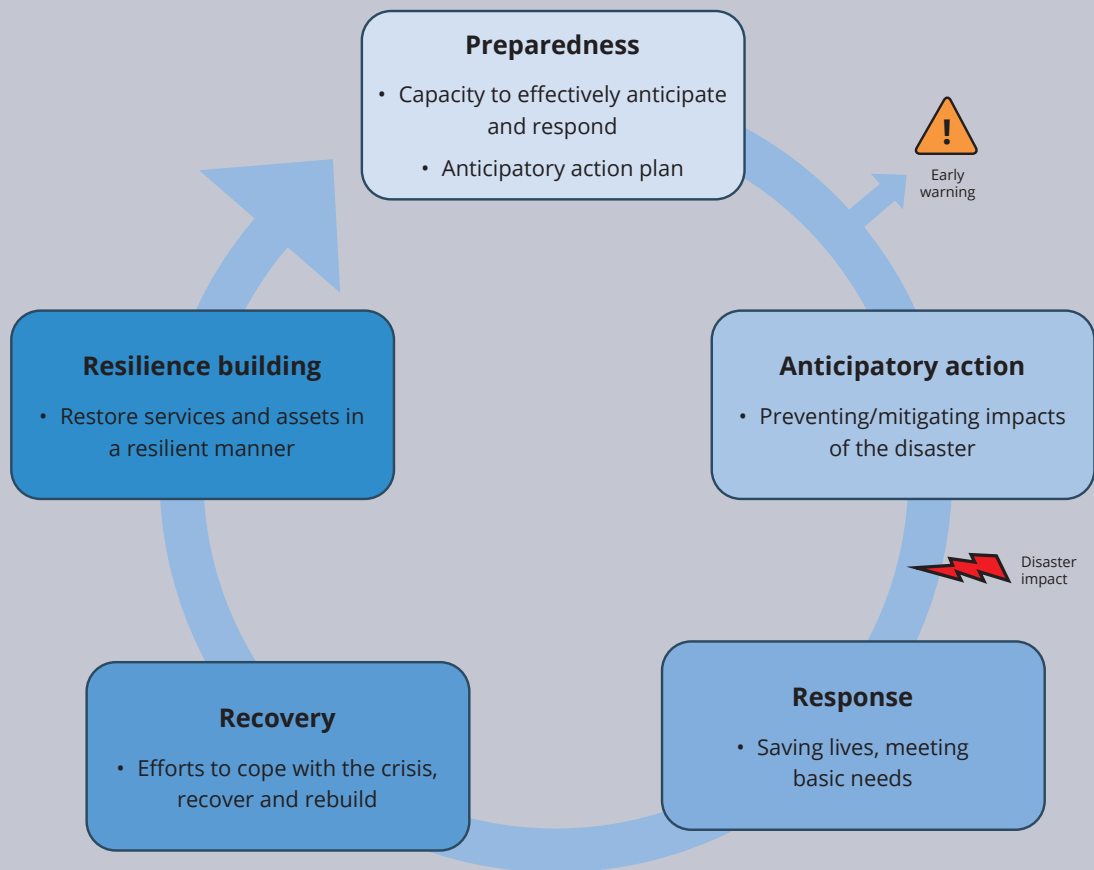 Preparedness
• Capacity to effectively anticipate
and respond
• Anticipatory action plan
!
Early
warning
Anticipatory action
• Preventing/mitigating impacts
of the disaster
Disaster
impact
Response
• Saving lives, meeting
basic needs
Recovery
• Efforts to cope with the crisis,
recover and rebuild
Resilience building
• Restore services and assets in
a resilient manner